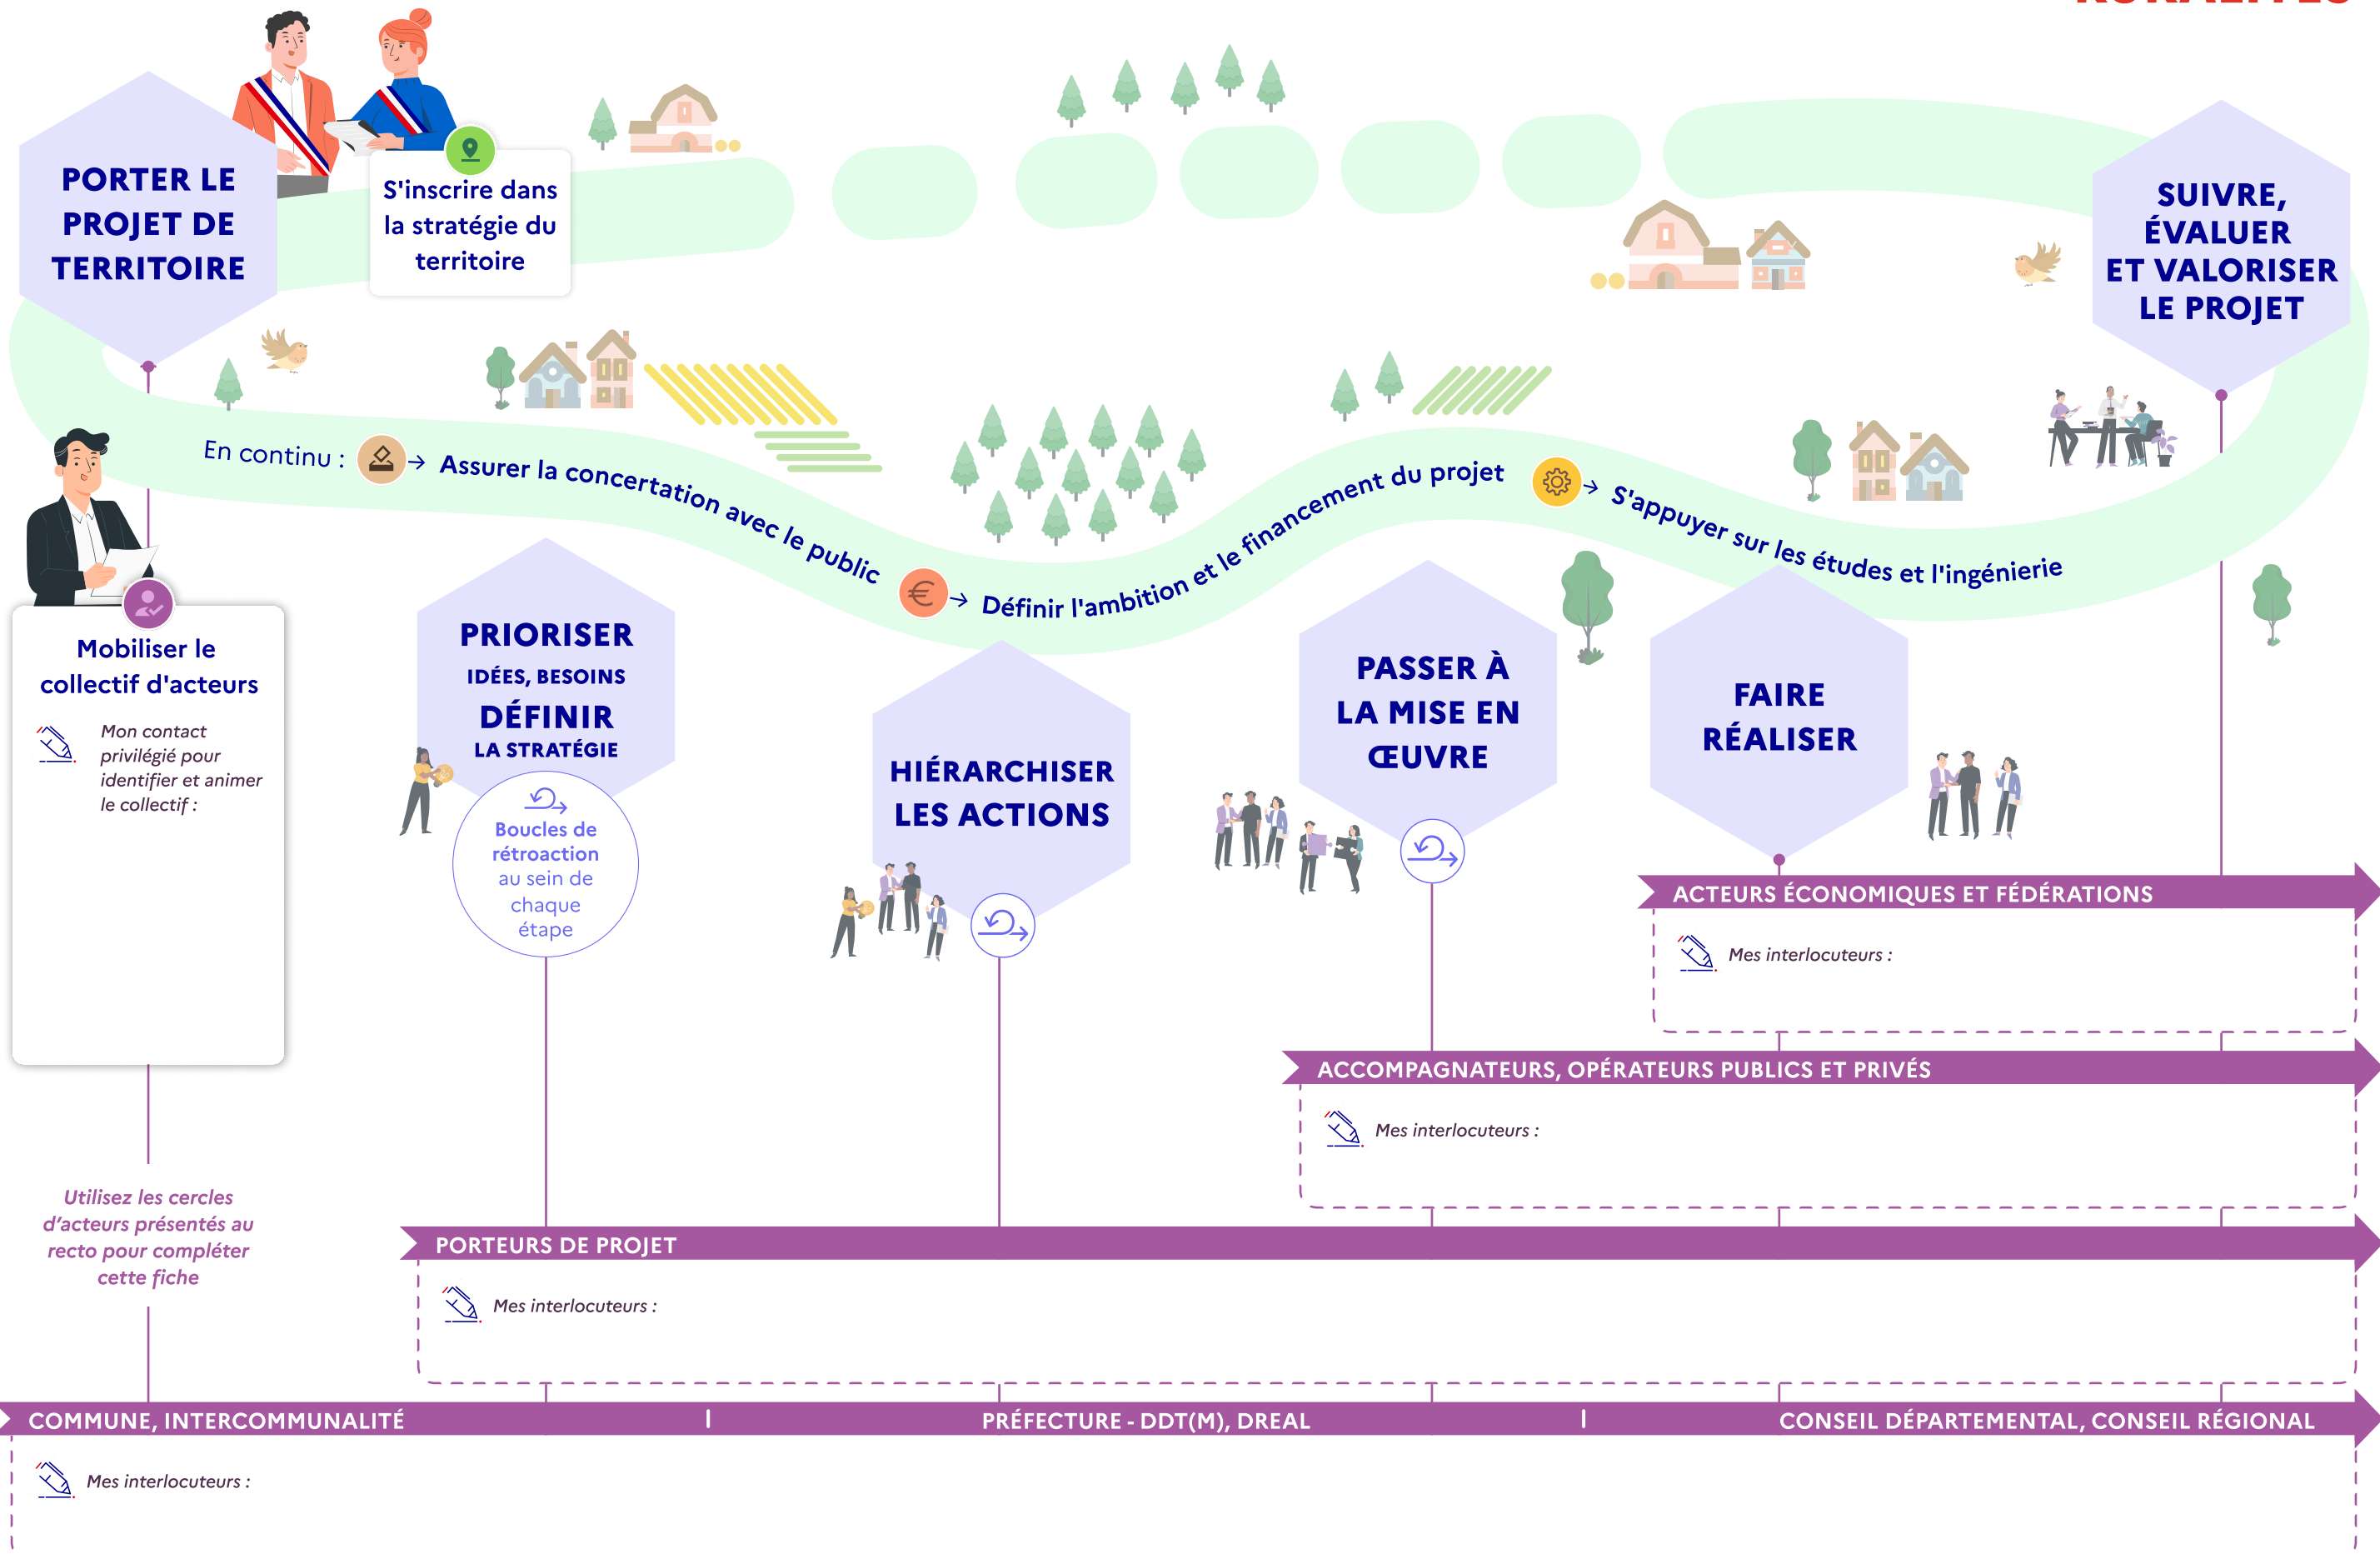 PORTER LE
PROJET DE
TERRITOIRE
S'inscrire dans
la stratégie du
territoire
SUIVRE,
ÉVALUER
ET VALORISER
LE PROJET
En continu :
Assurer la concertation avec le public
Définir l'ambition et le financement du projet
S'appuyer sur les études et l'ingénierie
Mobiliser le
collectif d'acteurs
Mon contact
privilégié pour
identifier et animer
le collectif :
PRIORISER
IDÉES, BESOINS
DÉFINIR
LA STRATÉGIE
Boucles de
rétroaction
au sein de
chaque
étape
HIÉRARCHISER
LES ACTIONS
PASSER À
LA MISE EN
ŒUVRE
FAIRE
RÉALISER
ACTEURS ÉCONOMIQUES ET FÉDÉRATIONS
Mes interlocuteurs :
ACCOMPAGNATEURS, OPÉRATEURS PUBLICS ET PRIVÉS
Mes interlocuteurs :
Utilisez les cercles
d’acteurs présentés au
recto pour compléter
cette fiche
PORTEURS DE PROJET
Mes interlocuteurs :
COMMUNE, INTERCOMMUNALITÉ
PRÉFECTURE - DDT(M), DREAL
CONSEIL DÉPARTEMENTAL, CONSEIL RÉGIONAL
Mes interlocuteurs :